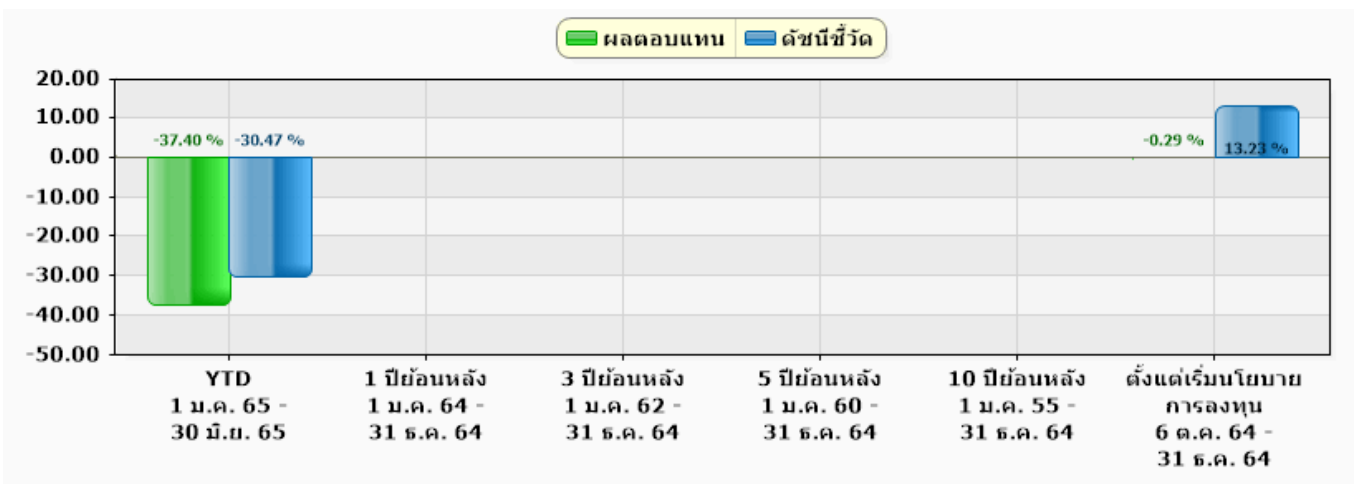 ผลตอบแทน ดัชนีชี้วัด
20.00
10.00
0.00
-10.00
-20.00
-30.00
-40.00
-50.00
-37.40 % -30.47 %
-0.29 % 13.23 %
YTD
1 ม.ค. 65 -
30 มิ.ย. 65
1 ปีย้อนหลัง
1 ม.ค. 64 -
31 ธ.ค. 64
3 ปีย้อนหลัง
1 ม.ค. 62 -
31 ธ.ค. 64
5 ปีย้อนหลัง
1 ม.ค. 60 -
31 ธ.ค. 64
10 ปีย้อนหลัง
1 ม.ค. 55 -
31 ธ.ค. 64
ตั้งแต่เริ่มนโยบาย
การลงทุน
6 ต.ค. 64 -
31 ธ.ค. 64